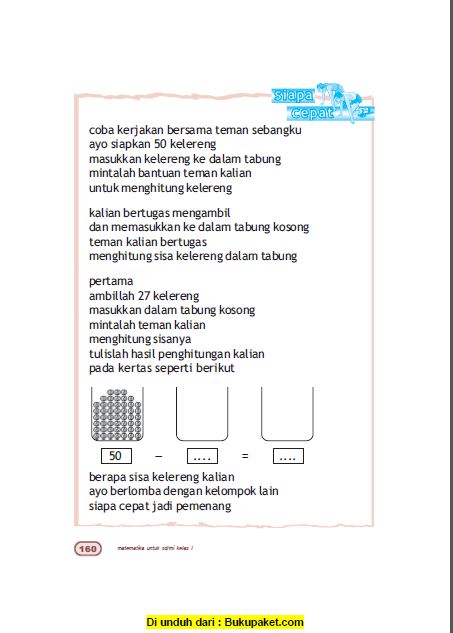 siapa
cepat
coba kerjakan bersama teman sebangku
ayo siapkan 50 kelereng
masukkan kelereng ke dalam tabung
mintalah bantuan teman kalian
untuk menghitung kelereng
kalian bertugas mengambil
dan memasukkan ke dalam tabung kosong
teman kalian bertugas
menghitung sisa kelereng dalam tabung
pertama
ambillah 27 kelereng
masukkan dalam tabung kosong
mintalah teman kalian
menghitung sisanya
tulislah hasil penghitungan kalian
pada kertas seperti berikut
50 – .... = ....
berapa sisa kelereng kalian
ayo berlomba dengan kelompok lain
siapa cepat jadi pemenang
160 matematika untuk sd/mi kelas I
Di unduh dari : Bukupaket.com